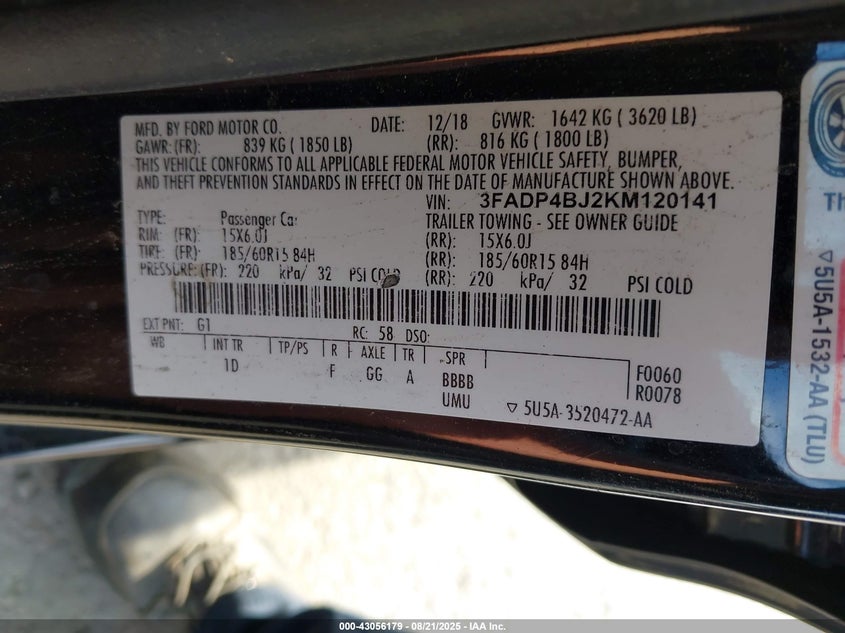 MFD. BY FORD MOTOR CO. DATE: 12/18 GVWR: 1642 KG ( 3620 LB)
GAWR: (FR): 839 KG ( 1850 LB) (RR): 816 KG ( 1800 LB)
THIS VEHICLE CONFORMS TO ALL APPLICABLE FEDERAL MOTOR VEHICLE SAFETY, BUMPER,
AND THEFT PREVENTION STANDARDS IN EFFECT ON THE DATE OF MANUFACTURE SHOWN ABOVE.
VIN: 3FADP4BJ2KM120141
TYPE: Passenger Car TRAILER TOWING - SEE OWNER GUIDE
RIM: (FR): 15X6.0J (RR): 15X6.0J
TIRE: (FR): 185/60R15 84H (RR): 185/60R15 84H
PRESSURE: (FR): 220 kPa/ 32 PSI COLD (RR): 220 kPa/ 32 PSI COLD
EXT PNT: G1 RC: 58 DSO:
WB INT TR TP/PS R AXLE TR SPR
1D F GG A BBBB F0060
UMU R0078
▽ 5U5A-3520472-AA
Th
▽5U5A-1532-AA (TLU)
000-43056179 - 08/21/2025 - IAA Inc.